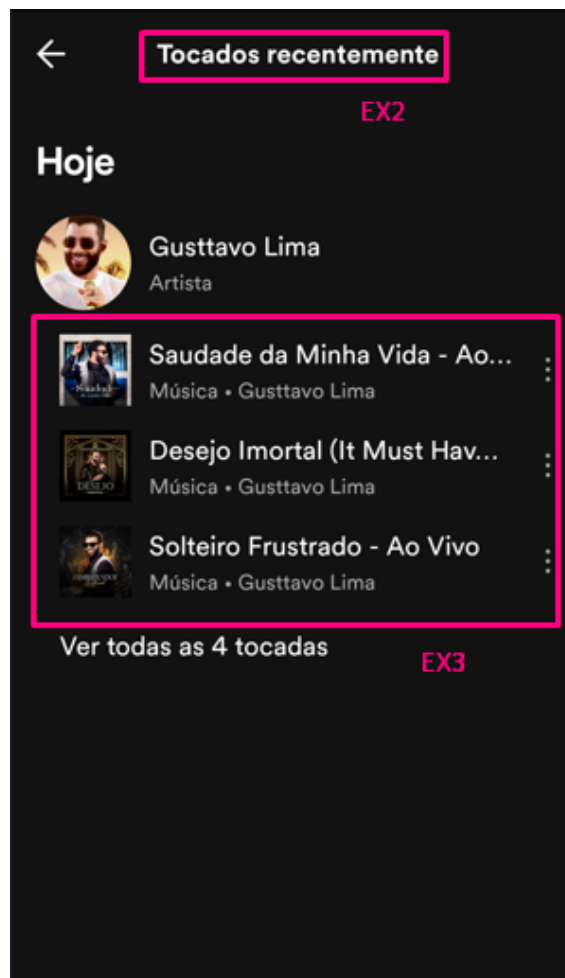 Tocados recentemente
EX2
Hoje
Gusttavo Lima
Artista
Saudade da Minha Vida - Ao...
Música • Gusttavo Lima
Desejo Imortal (It Must Hav...
Música • Gusttavo Lima
Solteiro Frustrado - Ao Vivo
Música • Gusttavo Lima
Ver todas as 4 tocadas
EX3